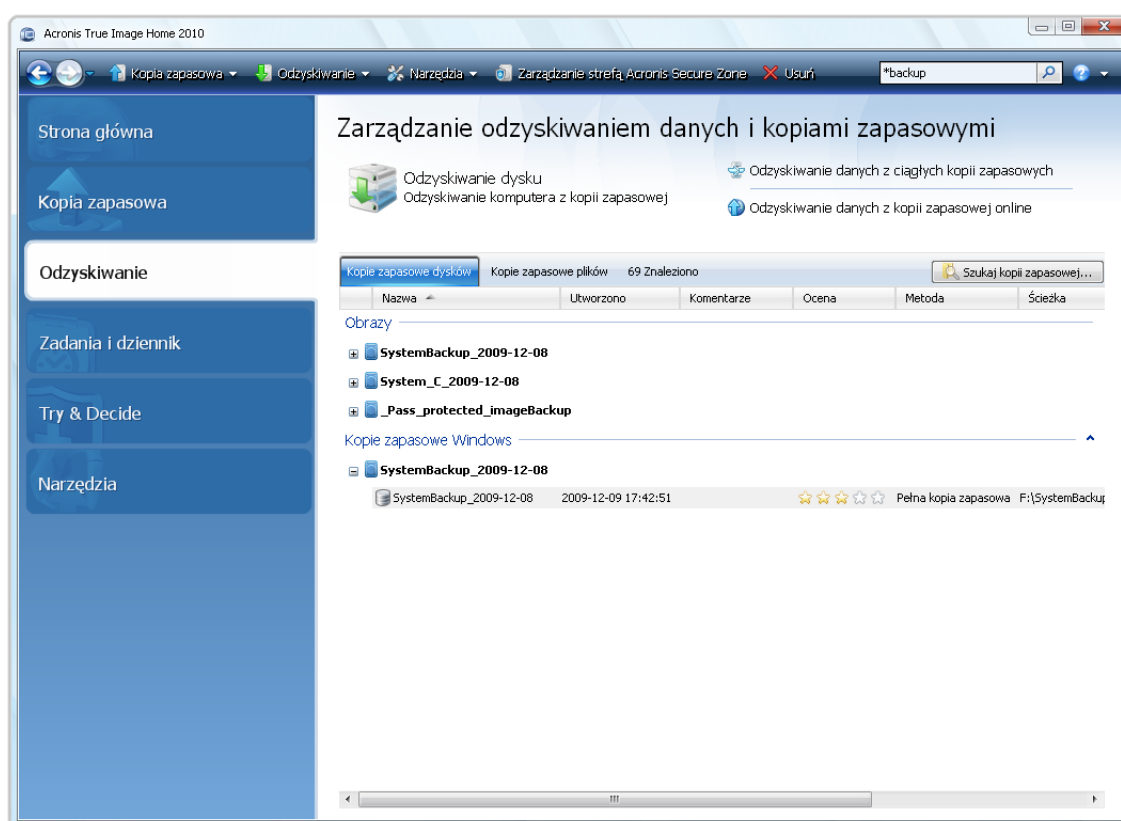 Acronis True Image Home 2010
Kopia zapasowa Odzyskiwanie Narzędzia Zarządzanie strefą Acronis Secure Zone Usuń *backup
Strona główna
Kopia zapasowa
Odzyskiwanie
Zadania i dziennik
Try & Decide
Narzędzia
Zarządzanie odzyskiwaniem danych i kopiami zapasowymi
Odzyskiwanie dysku
Odzyskiwanie komputera z kopii zapasowej
Odzyskiwanie danych z ciągłych kopii zapasowych
Odzyskiwanie danych z kopii zapasowej online
Kopie zapasowe dysków Kopie zapasowe plików 69 Znaleziono Szukaj kopii zapasowej...
Nazwa Utworzono Komentarze Ocena Metoda Ścieżka
Obrazy
SystemBackup_2009-12-08
System_C_2009-12-08
_Pass_protected_imageBackup
Kopie zapasowe Windows
SystemBackup_2009-12-08
SystemBackup_2009-12-08 2009-12-09 17:42:51 Pełna kopia zapasowa F:\SystemBackup